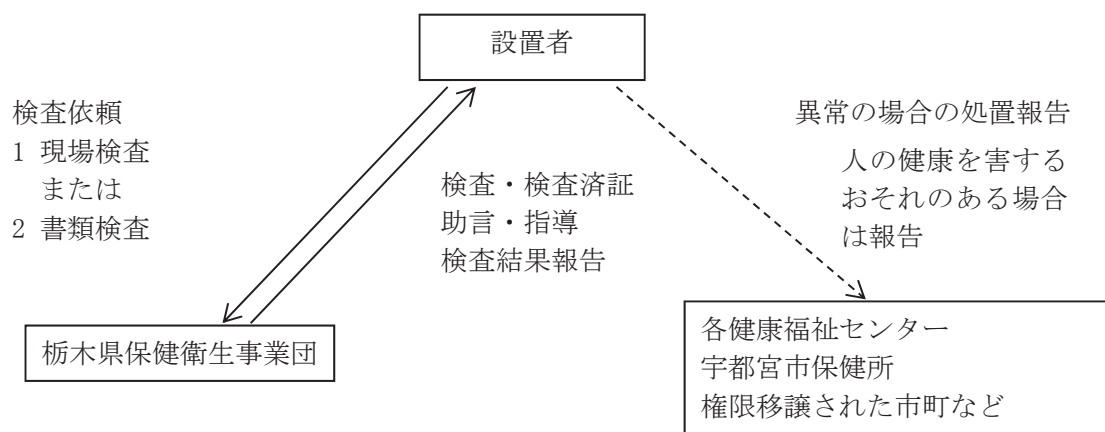 設置者
検査依頼
1 現場検査
または
2 書類検査
検査・検査済証
助言・指導
検査結果報告
異常の場合の処置報告
人の健康を害する
おそれのある場合
は報告
栃木県保健衛生事業団
各健康福祉センター
宇都宮市保健所
権限移譲された市町など